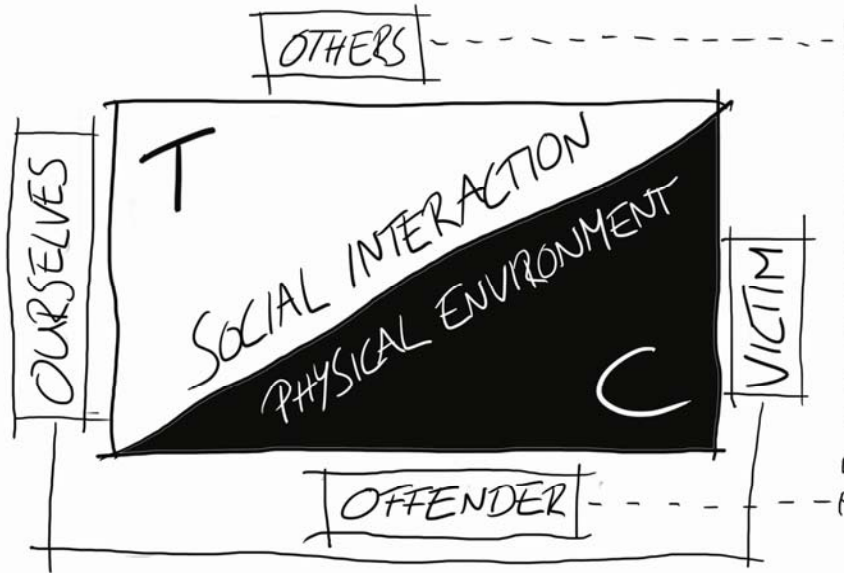 OTHERS
T
OURSELVES
SOCIAL INTERACTION
PHYSICAL ENVIRONMENT
VICTIM
C
OFFENDER